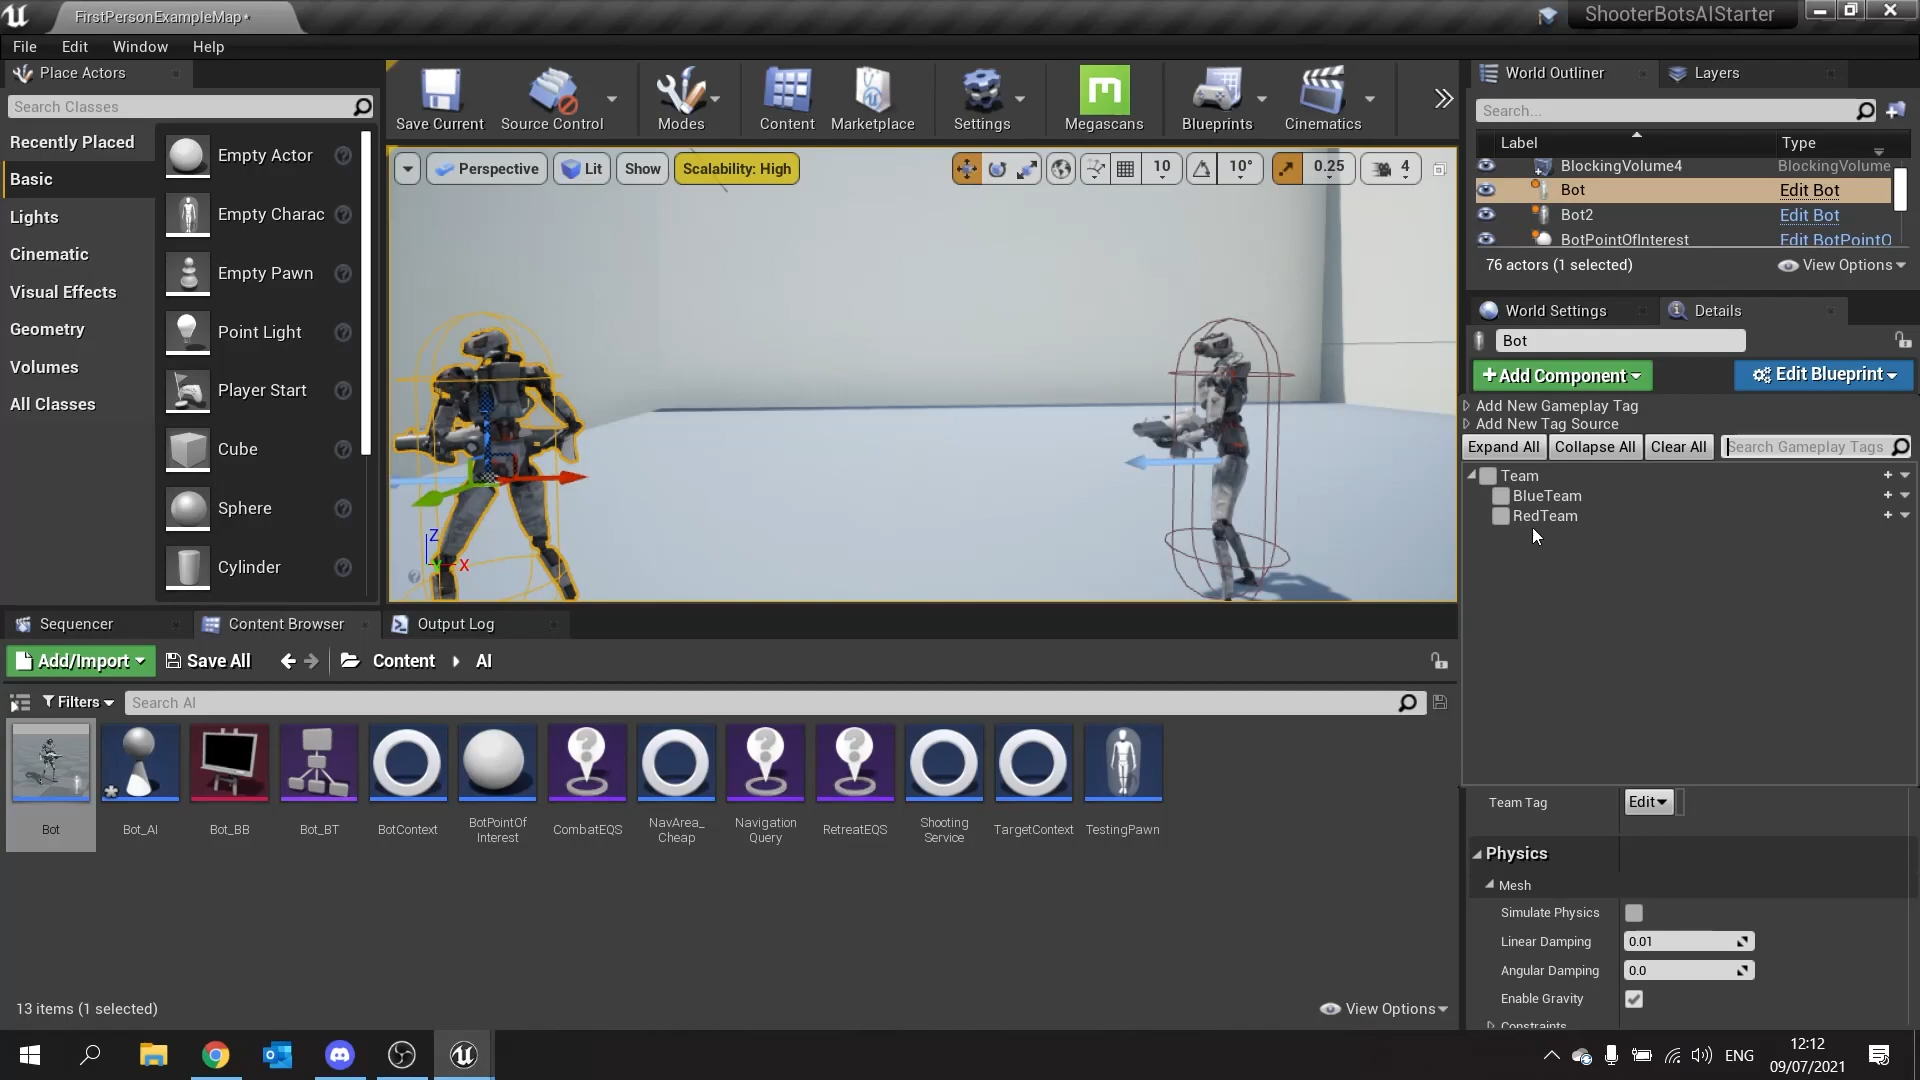 FirstPersonExampleMap*
ShooterBotsAIStarter
File Edit Window Help
Place Actors
Search Classes
Recently Placed
Basic
Lights
Cinematic
Visual Effects
Geometry
Volumes
All Classes
Empty Actor
Empty Charac
Empty Pawn
Point Light
Player Start
Cube
Sphere
Cylinder
Save Current
Source Control
Modes
Content
Marketplace
Settings
Megascans
Blueprints
Cinematics
Perspective
Lit
Show
Scalability: High
10
10°
0.25
4
Z
X
World Outliner
Layers
Search...
Label Type
BlockingVolume4 BlockingVolume
Bot Edit Bot
Bot2 Edit Bot
BotPointOfInterest Edit BotPointO
76 actors (1 selected)
View Options
World Settings
Details
Bot
+Add Component
Edit Blueprint
Add New Gameplay Tag
Add New Tag Source
Expand All
Collapse All
Clear All
Search Gameplay Tags
Team
BlueTeam
RedTeam
Team Tag Edit
Physics
Mesh
Simulate Physics
Linear Damping 0.01
Angular Damping 0.0
Enable Gravity
Constraints
Sequencer
Content Browser
Output Log
Add/Import
Save All
Content
AI
Filters
Search AI
Bot
Bot_AI
Bot_BB
Bot_BT
BotContext
BotPointOf
Interest
CombatEQS
NavArea_
Cheap
Navigation
Query
RetreatEQS
Shooting
Service
TargetContext
TestingPawn
13 items (1 selected)
View Options
ENG
12:12
09/07/2021